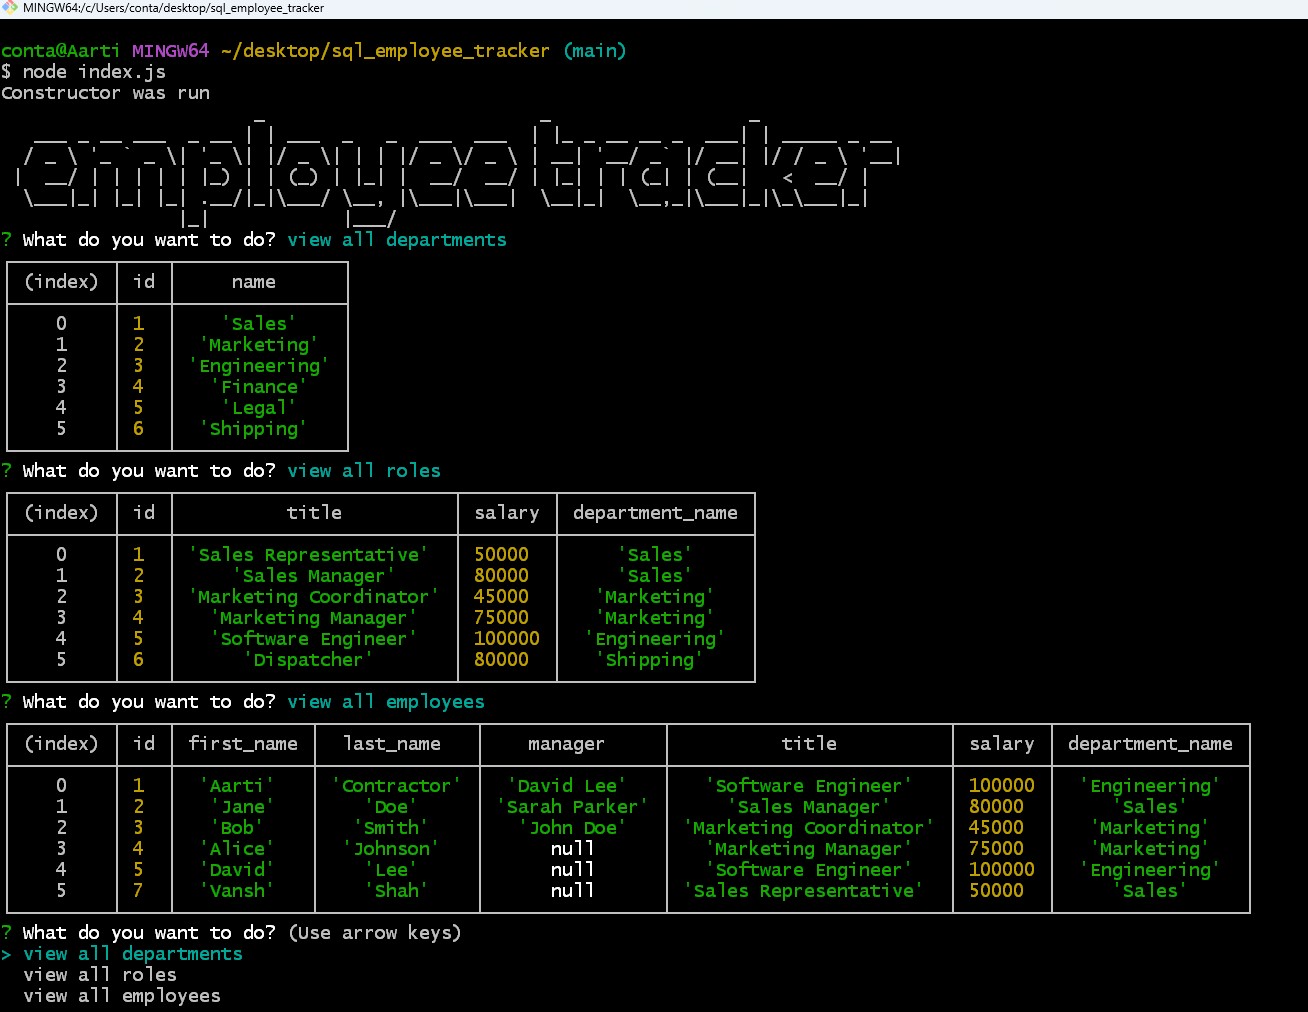 MINGW64:/c/Users/conta/desktop/sql_employee_tracker
conta@Aarti MINGW64 ~/desktop/sql_employee_tracker (main)
$ node index.js
Constructor was run
employee tracker
? What do you want to do? view all departments
(index) id name
0 1 'Sales'
1 2 'Marketing'
2 3 'Engineering'
3 4 'Finance'
4 5 'Legal'
5 6 'Shipping'
? What do you want to do? view all roles
(index) id title salary department_name
0 1 'Sales Representative' 50000 'Sales'
1 2 'Sales Manager' 80000 'Sales'
2 3 'Marketing Coordinator' 45000 'Marketing'
3 4 'Marketing Manager' 75000 'Marketing'
4 5 'Software Engineer' 100000 'Engineering'
5 6 'Dispatcher' 80000 'Shipping'
? What do you want to do? view all employees
(index) id first_name last_name manager title salary department_name
0 1 'Aarti' 'Contractor' 'David Lee' 'Software Engineer' 100000 'Engineering'
1 2 'Jane' 'Doe' 'Sarah Parker' 'Sales Manager' 80000 'Sales'
2 3 'Bob' 'Smith' 'John Doe' 'Marketing Coordinator' 45000 'Marketing'
3 4 'Alice' 'Johnson' null 'Marketing Manager' 75000 'Marketing'
4 5 'David' 'Lee' null 'Software Engineer' 100000 'Engineering'
5 7 'Vansh' 'Shah' null 'Sales Representative' 50000 'Sales'
? What do you want to do? (Use arrow keys)
> view all departments
view all roles
view all employees